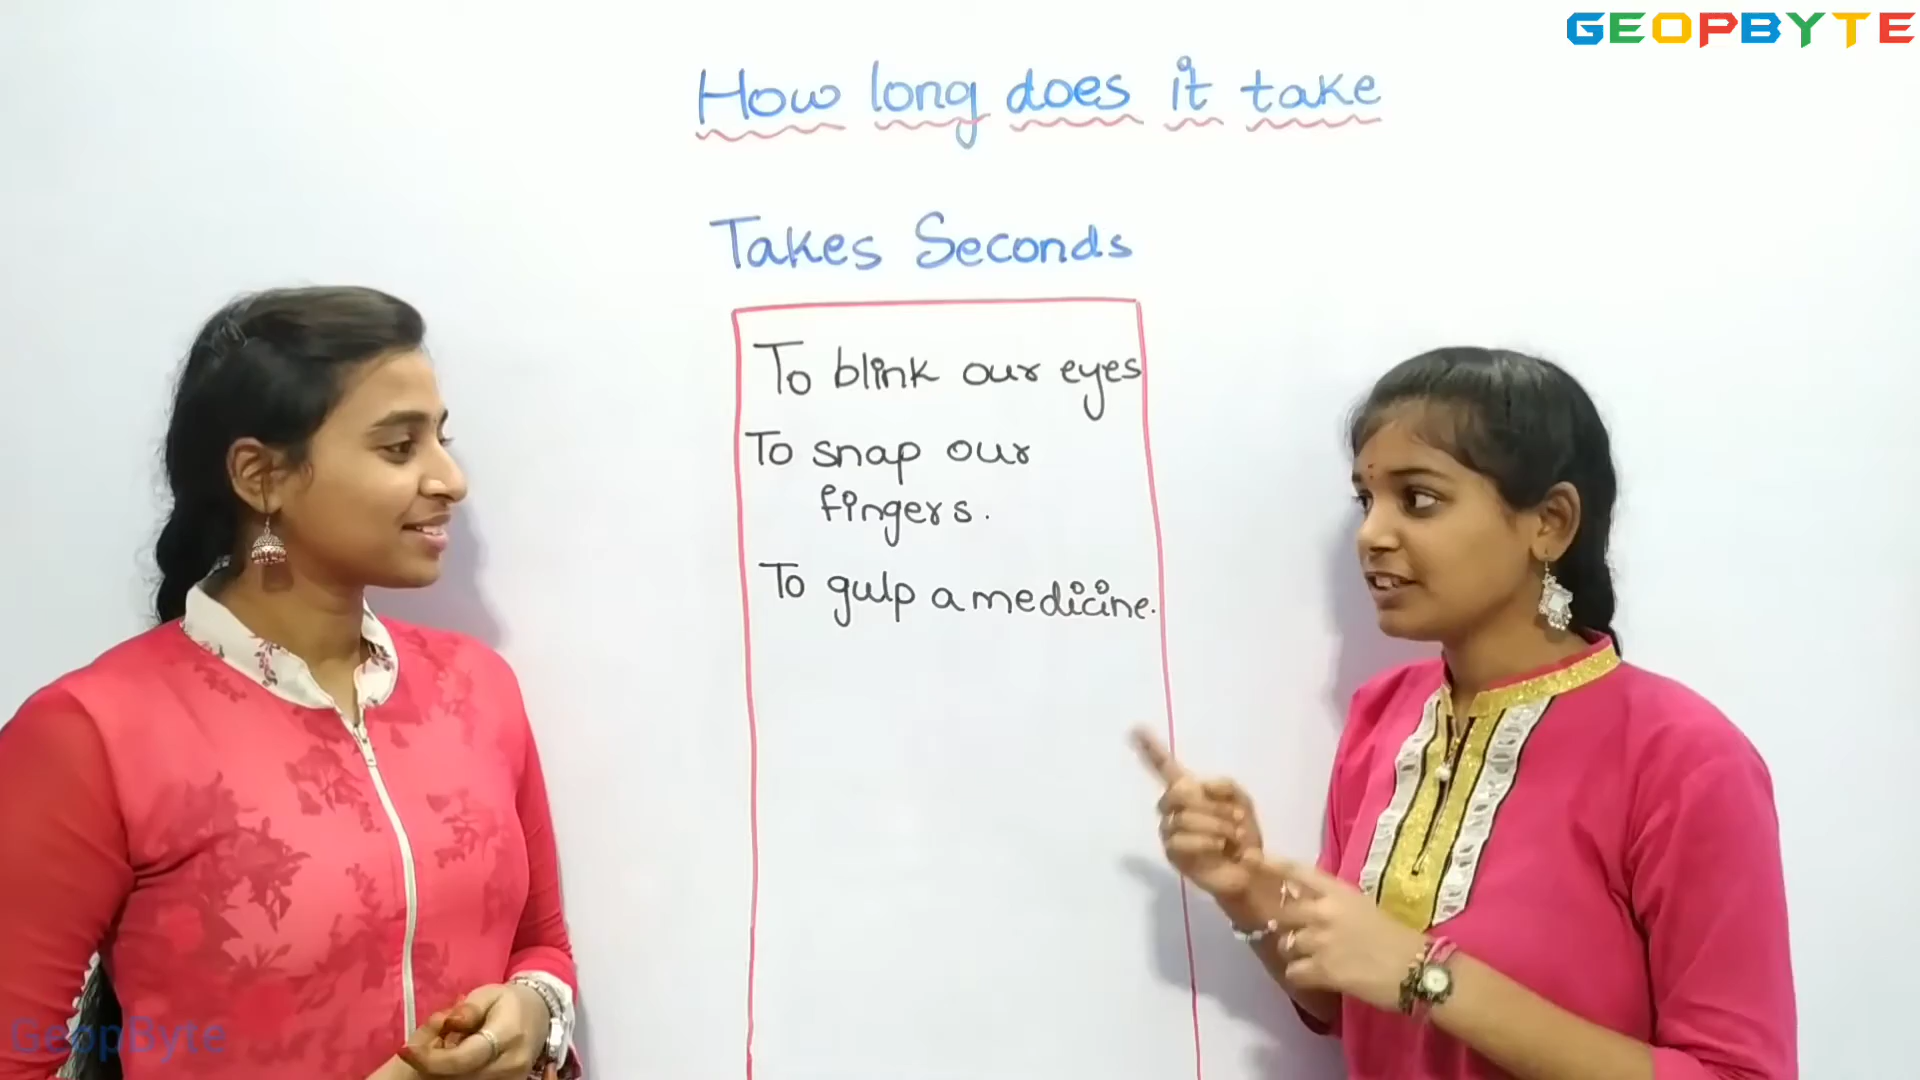 GEOPBYTE
How long does it take
Takes Seconds
To blink our eyes
To snap our
fingers.
To gulp a medicine.
GeopByte